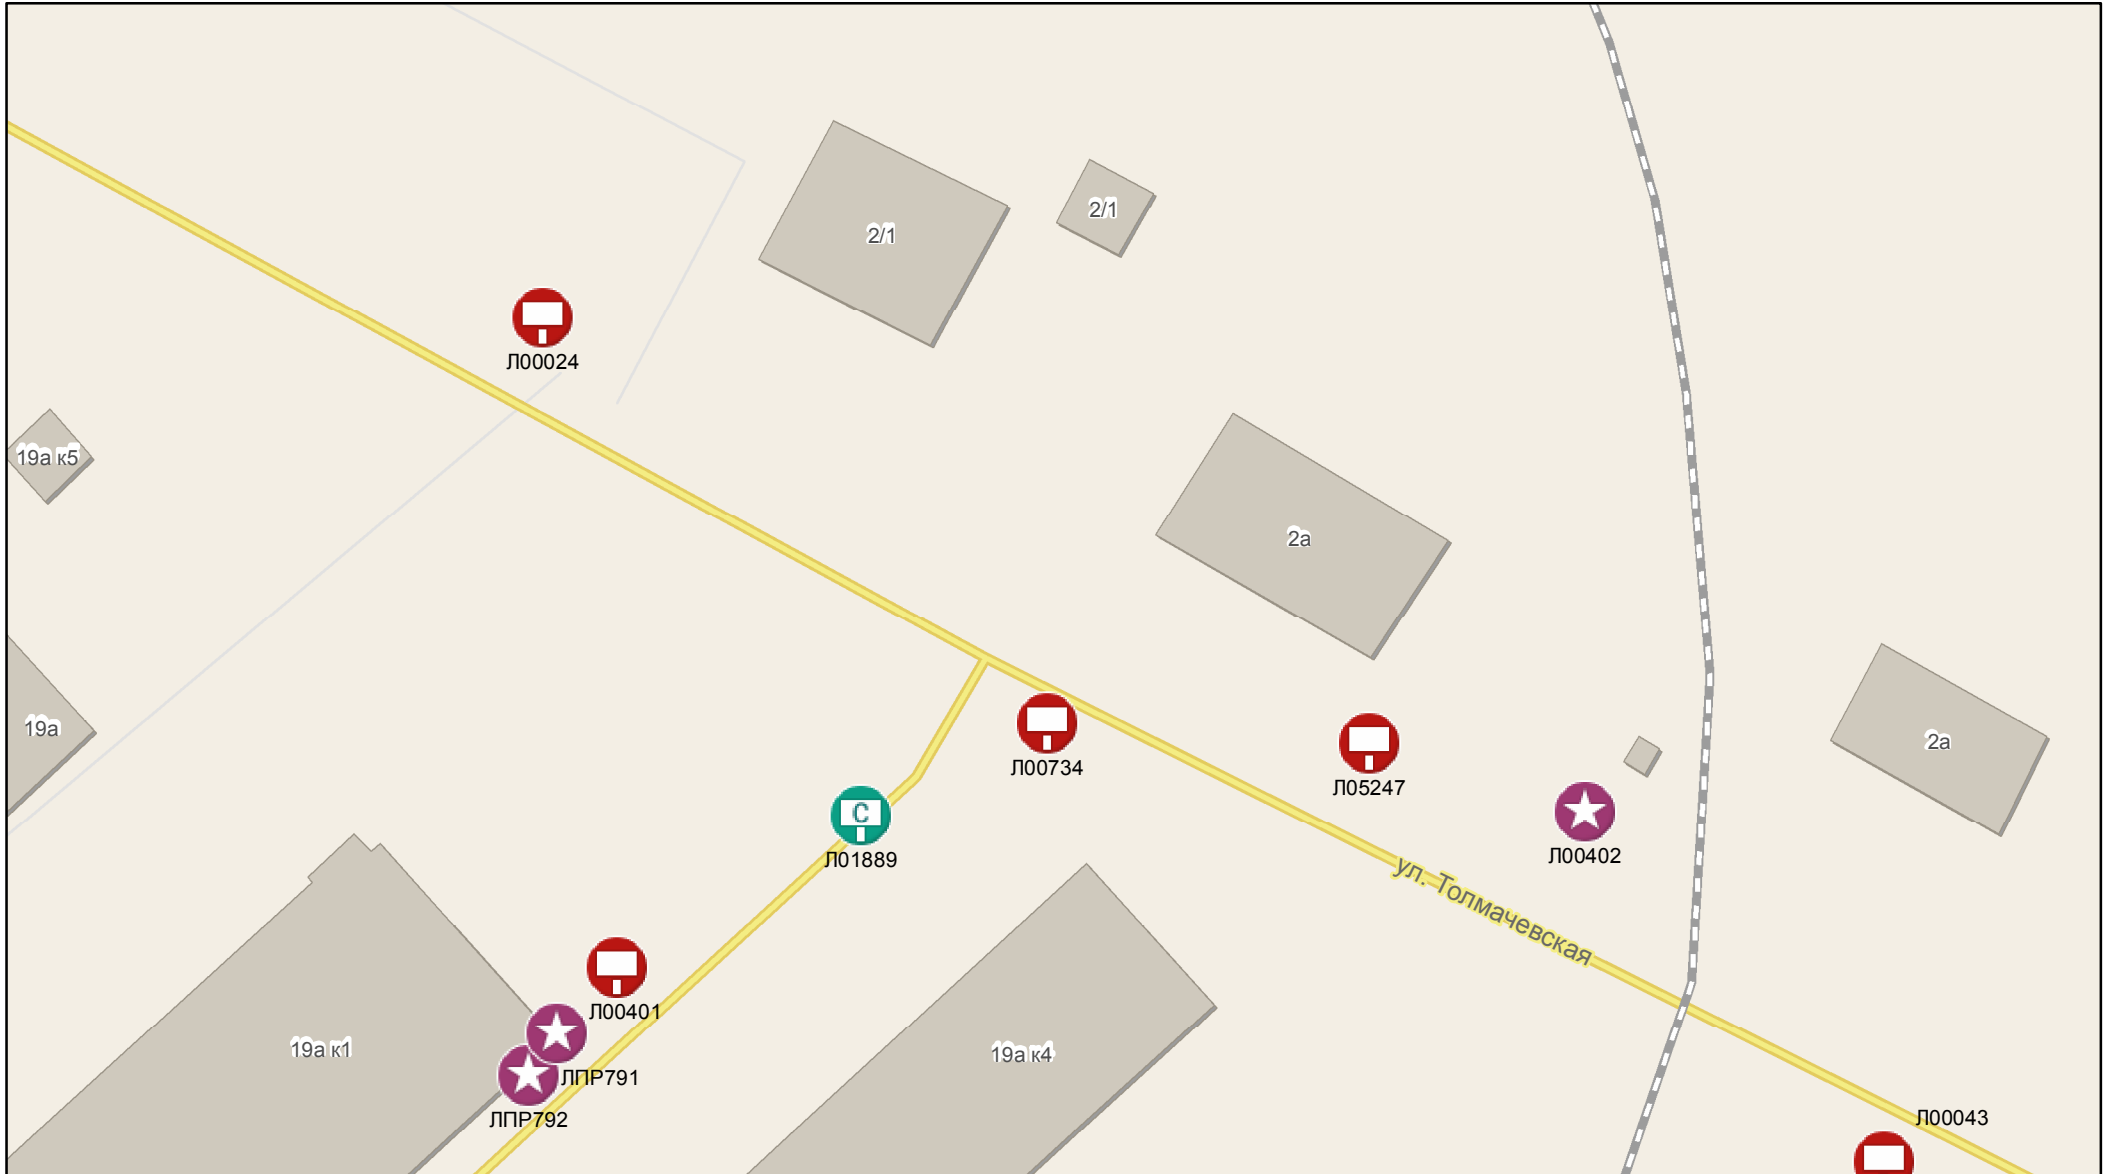 2/1
2/1
Л00024
19а к5
2а
19а
2а
Л00734
Л05247
С
Л01889
Л00402
ул. Толмачевская
Л00401
19а к1
19а к4
ЛПР791
ЛПР792
Л00043